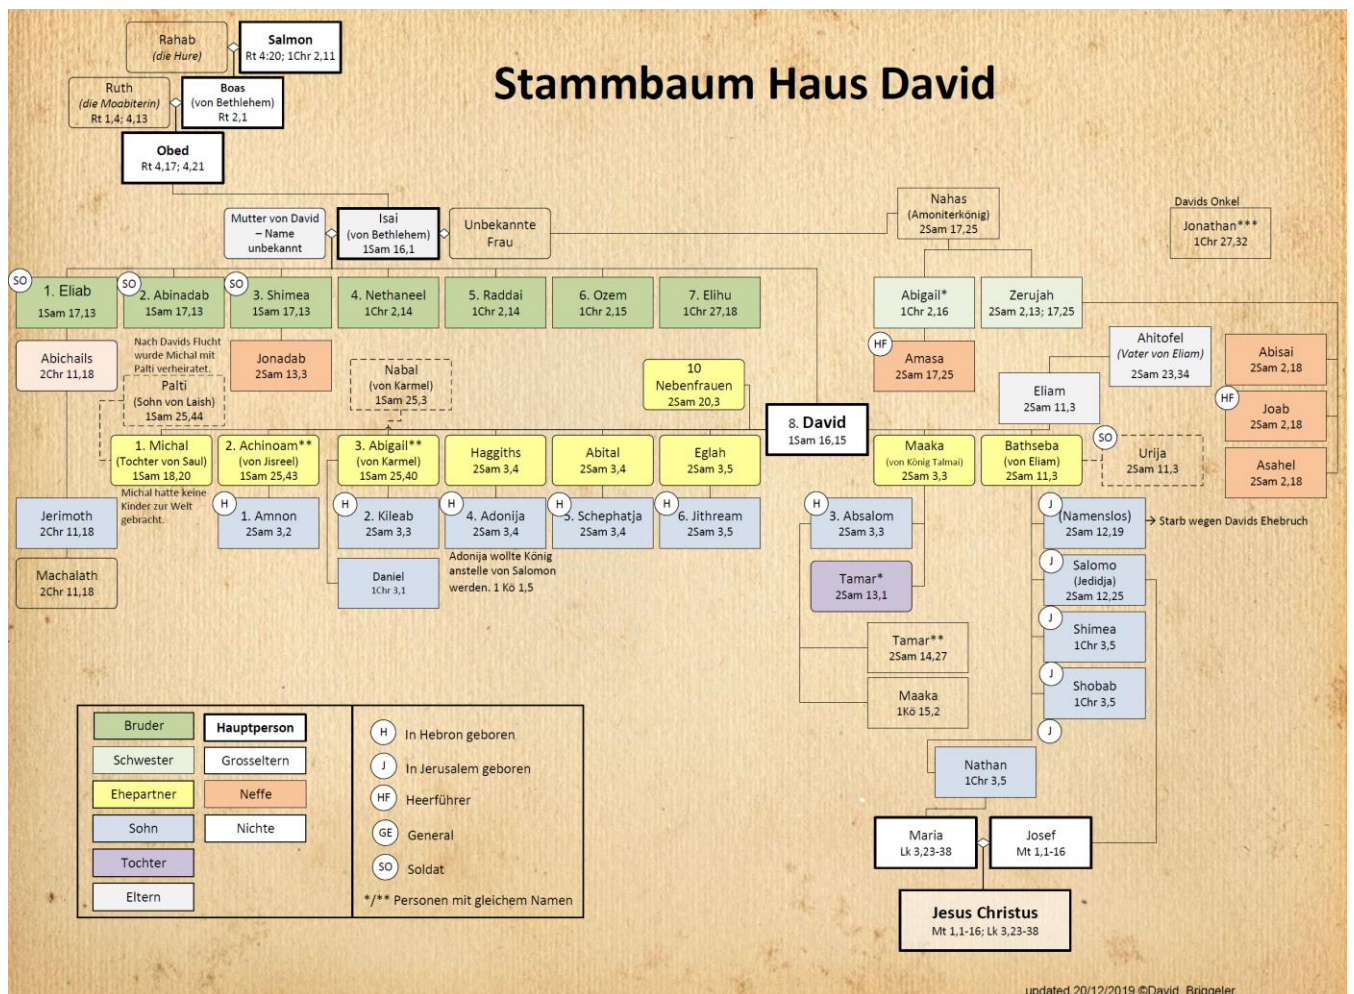 Stammbaum Haus David
Rahab
(die Hure)
Salmon
Rt 4:20; 1Chr 2,11
Ruth
(die Moabiterin)
Rt 1,4; 4,13
Boas
(von Bethlehem)
Rt 2,1
Obed
Rt 4,17; 4,21
Mutter von David
– Name
unbekannt
Isai
(von Bethlehem)
1Sam 16,1
Unbekannte
Frau
Nahas
(Amoniterkönig)
2Sam 17,25
Davids Onkel
Jonathan***
1Chr 27,32
SO
1. Eliab
1Sam 17,13
SO
2. Abinadab
1Sam 17,13
SO
3. Shimea
1Sam 17,13
4. Nethaneel
1Chr 2,14
5. Raddai
1Chr 2,14
6. Ozem
1Chr 2,15
7. Elihu
1Chr 27,18
Abigail*
1Chr 2,16
Zerujah
2Sam 2,13; 17,25
Abichails
2Chr 11,18
Nach Davids Flucht
wurde Michal mit
Palti verheiratet.
Jonadab
2Sam 13,3
Palti
(Sohn von Laish)
1Sam 25,44
Nabal
(von Karmel)
1Sam 25,3
10
Nebenfrauen
2Sam 20,3
8. David
1Sam 16,15
HF
Amasa
2Sam 17,25
Ahitofel
(Vater von Eliam)
2Sam 23,34
Eliam
2Sam 11,3
Abisai
2Sam 2,18
HF
Joab
2Sam 2,18
Asahel
2Sam 2,18
1. Michal
(Tochter von Saul)
1Sam 18,20
2. Achinoam**
(von Jisreel)
1Sam 25,43
3. Abigail**
(von Karmel)
1Sam 25,40
Haggiths
2Sam 3,4
Abital
2Sam 3,4
Eglah
2Sam 3,5
Maaka
(von König Talmai)
2Sam 3,3
Bathseba
(von Eliam)
2Sam 11,3
SO
Urija
2Sam 11,3
Michal hatte keine
Kinder zur Welt
gebracht.
Jerimoth
2Chr 11,18
H
1. Amnon
2Sam 3,2
H
2. Kileab
2Sam 3,3
H
4. Adonija
2Sam 3,4
H
5. Schephatja
2Sam 3,4
H
6. Jithream
2Sam 3,5
H
3. Absalom
2Sam 3,3
J
(Namenslos)
2Sam 12,19
→ Starb wegen Davids Ehebruch
Machalath
2Chr 11,18
Daniel
1Chr 3,1
Adonija wollte König
anstelle von Salomon
werden. 1 Kö 1,5
Tamar*
2Sam 13,1
J
Salomo
(Jedidja)
2Sam 12,25
Tamar**
2Sam 14,27
J
Shimea
1Chr 3,5
Maaka
1Kö 15,2
J
Shobab
1Chr 3,5
J
Nathan
1Chr 3,5
Maria
Lk 3,23-38
Josef
Mt 1,1-16
Jesus Christus
Mt 1,1-16; Lk 3,23-38
Bruder
Hauptperson
Schwester
Grosseltern
Ehepartner
Neffe
Sohn
Nichte
Tochter
Eltern
H In Hebron geboren
J In Jerusalem geboren
HF Heerführer
GE General
SO Soldat
*/** Personen mit gleichem Namen
updated 20/12/2019 ©David Briggeler